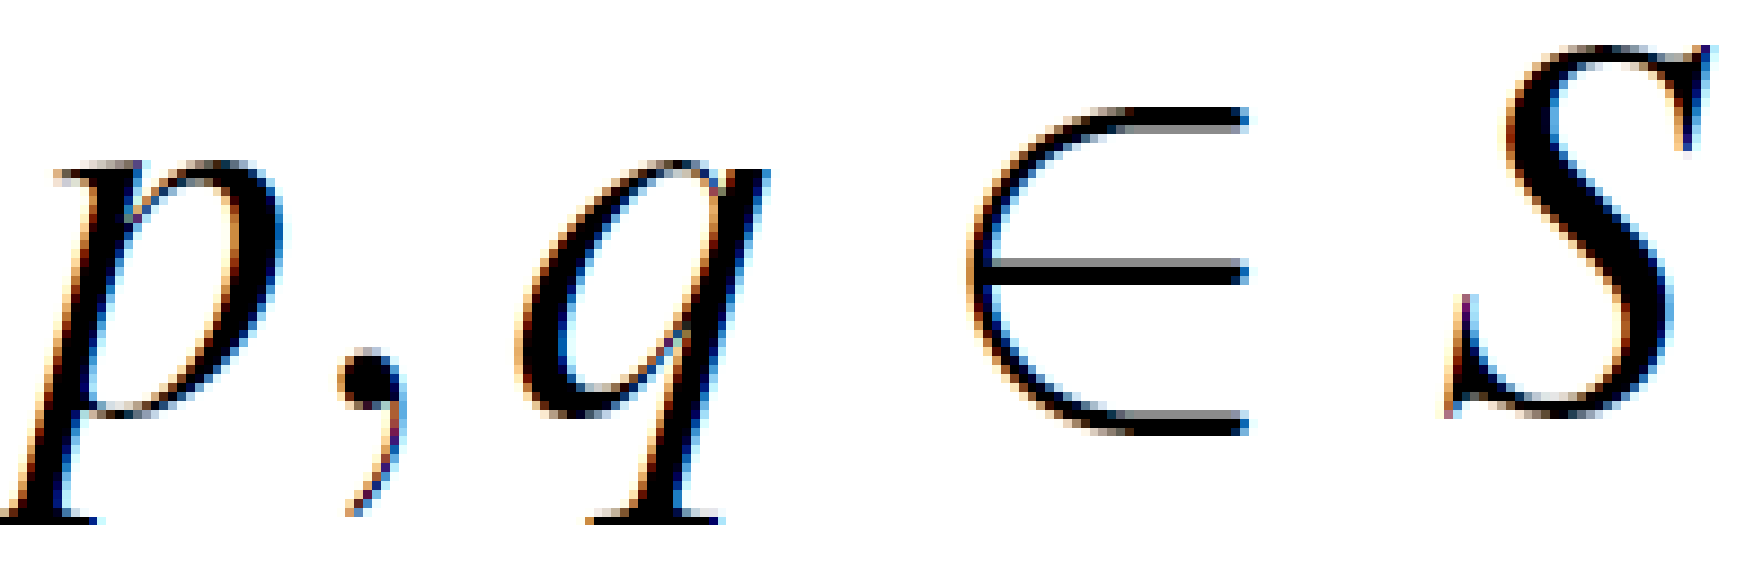 p, q ∈ S